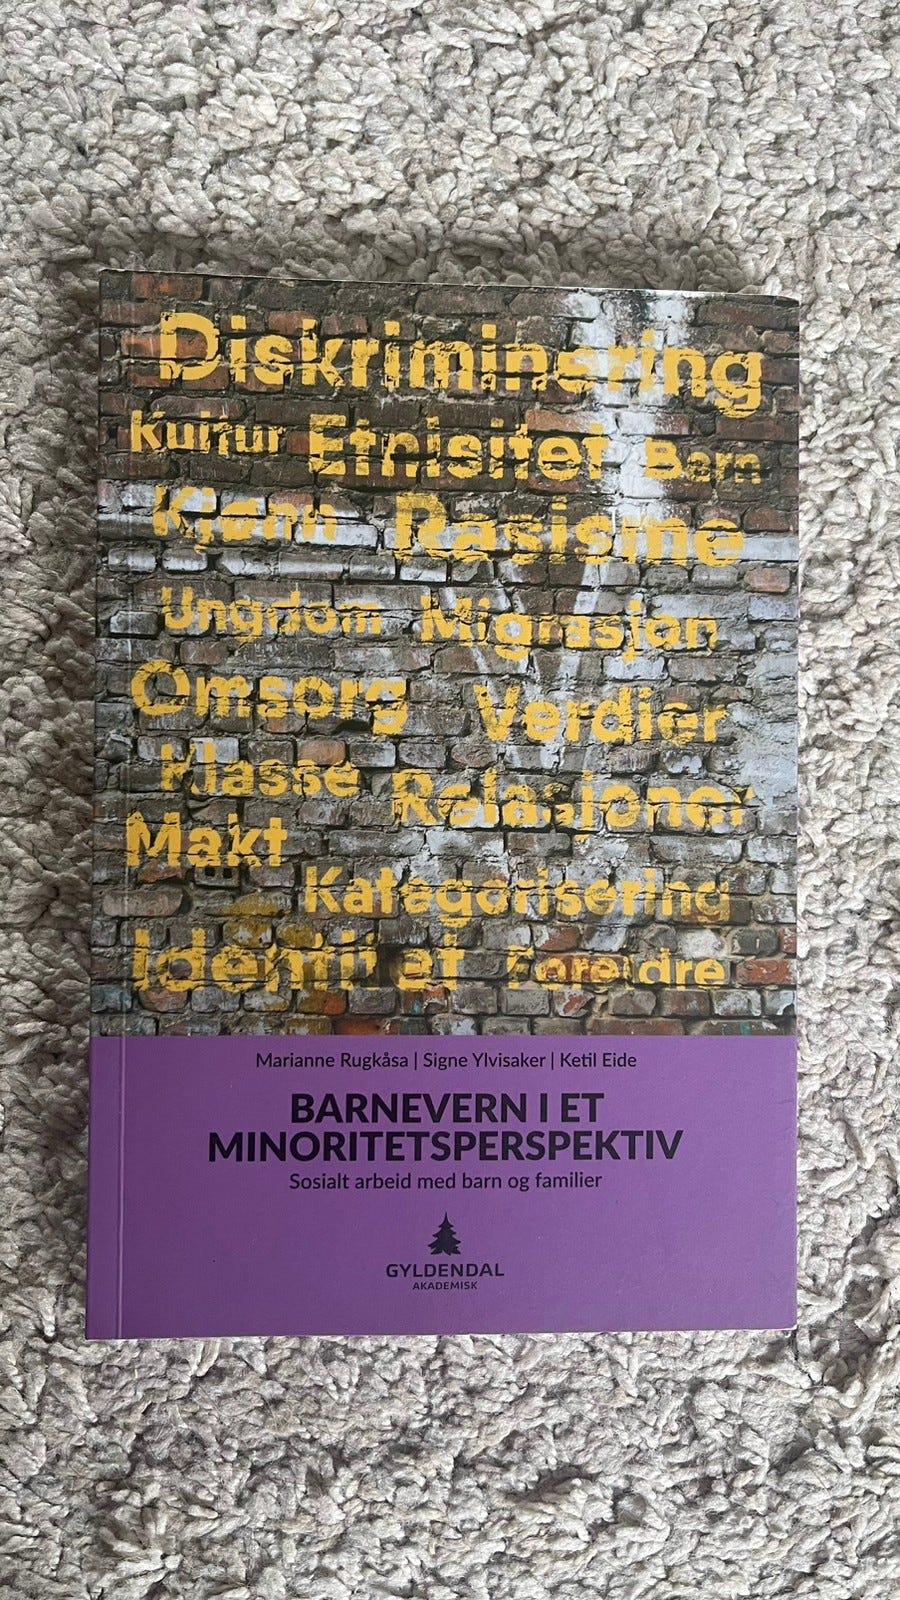 Diskriminering
Kultur Etnisitet Barn
Kjønn Rasisme
Ungdom Migrasjon
Omsorg Verdier
Klasse Relasjoner
Makt
Kategorisering
Identitet Foreldre
Marianne Rugkåsa | Signe Ylvisaker | Ketil Eide
BARNEVERN I ET
MINORITETSPERSPEKTIV
Sosialt arbeid med barn og familier
GYLDENDAL
AKADEMISK